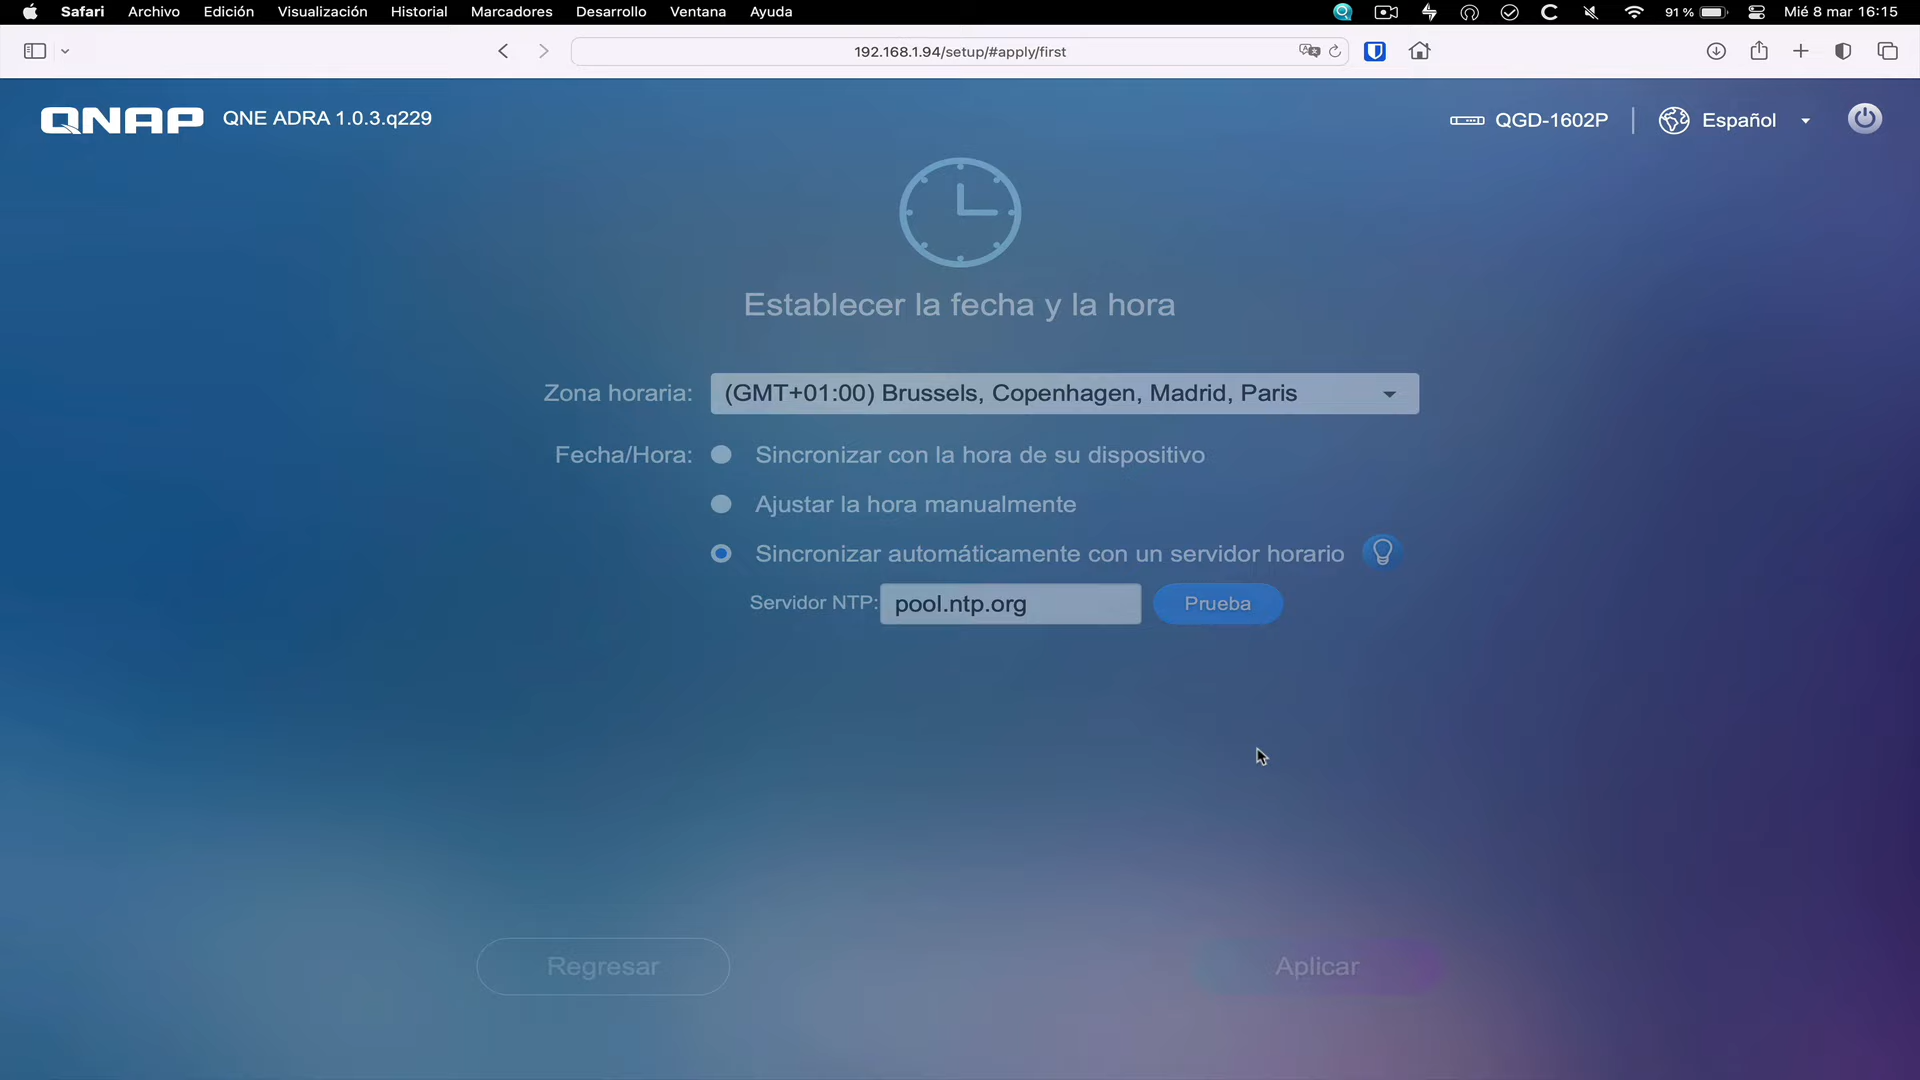 Safari Archivo Edición Visualización Historial Marcadores Desarrollo Ventana Ayuda 91 % Mié 8 mar 16:15
192.168.1.94/setup/#apply/first
QNAP QNE ADRA 1.0.3.q229 QGD-1602P Español
Establecer la fecha y la hora
Zona horaria: (GMT+01:00) Brussels, Copenhagen, Madrid, Paris
Fecha/Hora: Sincronizar con la hora de su dispositivo
Ajustar la hora manualmente
Sincronizar automáticamente con un servidor horario
Servidor NTP: pool.ntp.org Prueba
Regresar Aplicar